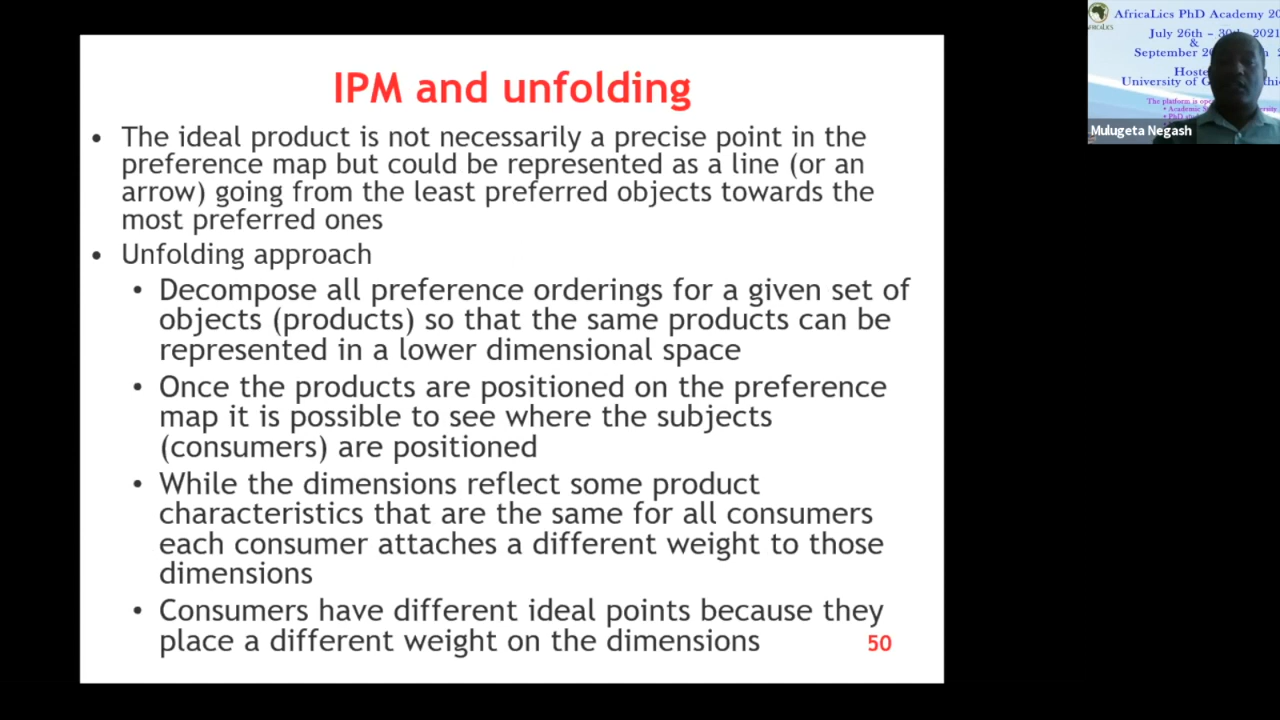 IPM and unfolding
• The ideal product is not necessarily a precise point in the
preference map but could be represented as a line (or an
arrow) going from the least preferred objects towards the
most preferred ones
• Unfolding approach
• Decompose all preference orderings for a given set of
objects (products) so that the same products can be
represented in a lower dimensional space
• Once the products are positioned on the preference
map it is possible to see where the subjects
(consumers) are positioned
• While the dimensions reflect some product
characteristics that are the same for all consumers
each consumer attaches a different weight to those
dimensions
• Consumers have different ideal points because they
place a different weight on the dimensions
50
AfricaLics PhD Academy
July 26th –
2021
&
September
University of
Mulugeta Negash